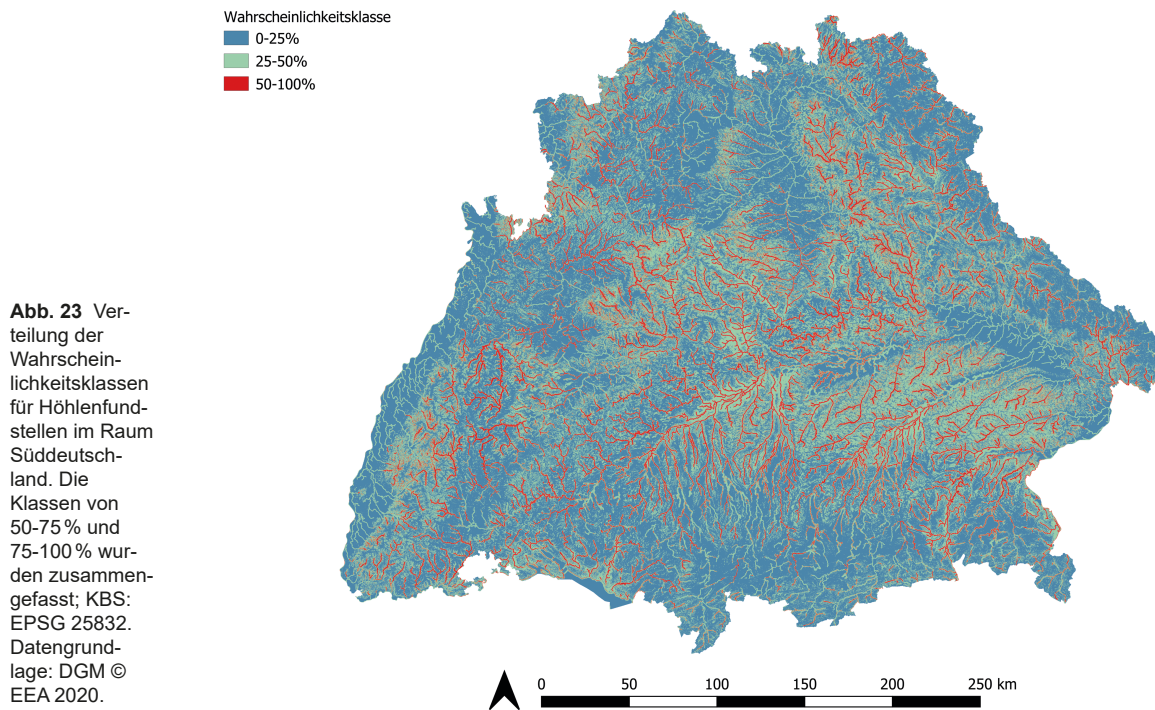 Wahrscheinlichkeitsklasse
0-25%
25-50%
50-100%
Abb. 23 Ver-
teilung der
Wahrschein-
lichkeitsklassen
für Höhlenfund-
stellen im Raum
Süddeutsch-
land. Die
Klassen von
50-75 % und
75-100 % wur-
den zusammen-
gefasst; KBS:
EPSG 25832.
Datengrund-
lage: DGM ©
EEA 2020.
0 50 100 150 200 250 km